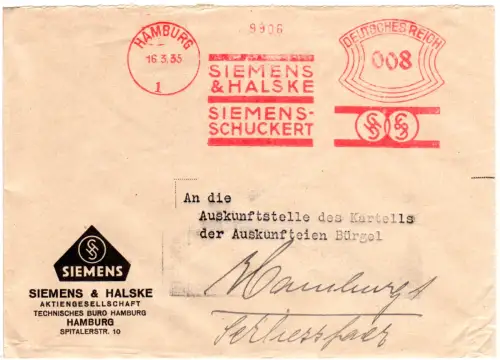 HAMBURG
16.3.35
1
9906
DEUTSCHES REICH
008
SIEMENS
& HALSKE
SIEMENS-
SCHUCKERT
An die
Auskunftstelle des Kartells
der Auskunfteien Bürgel
Hamburg 1
SIEMENS
SIEMENS & HALSKE
AKTIENGESELLSCHAFT
TECHNISCHES BÜRO HAMBURG
HAMBURG
SPITALERSTR. 10